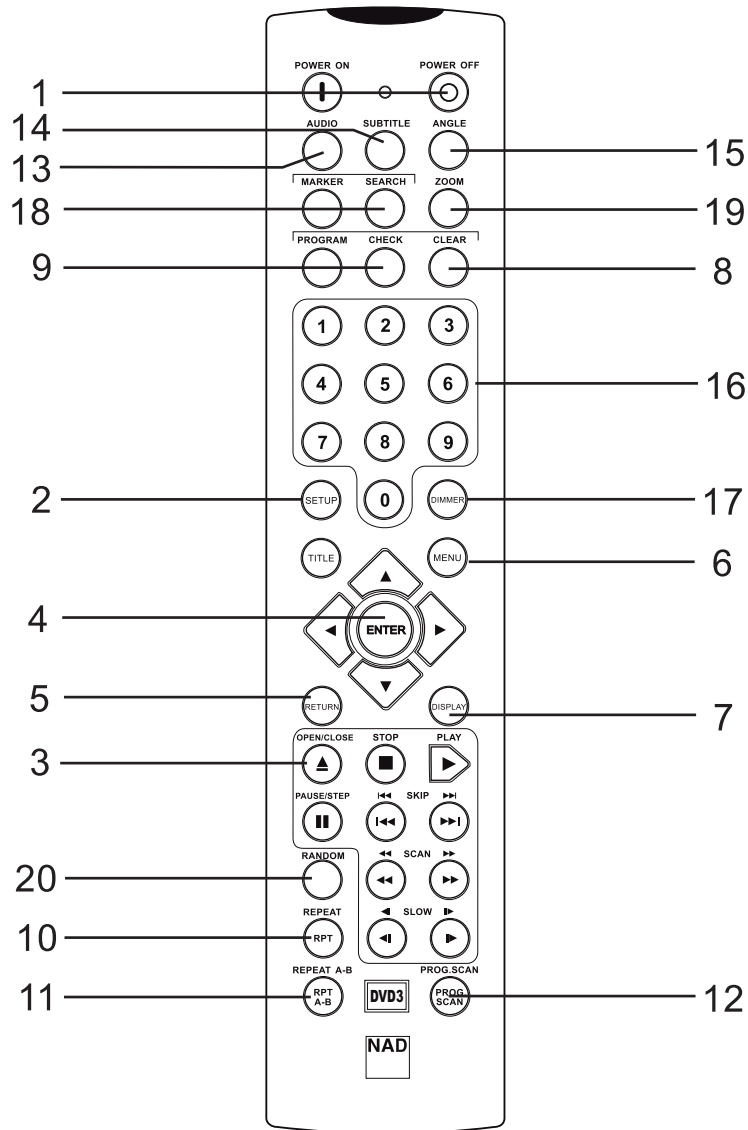 POWER ON POWER OFF
1
14 AUDIO SUBTITLE ANGLE
13 15
MARKER SEARCH ZOOM
18 19
PROGRAM CHECK CLEAR
9 8
1 2 3
4 5 6 16
7 8 9
2 SETUP 0 DIMMER 17
TITLE MENU 6
4 ENTER
5 RETURN DISPLAY 7
OPEN/CLOSE STOP PLAY
3
PAUSE/STEP SKIP
RANDOM SCAN
20
REPEAT SLOW
10 RPT
REPEAT A-B PROG.SCAN
11 RPT A-B DVD3 PROG SCAN 12
NAD